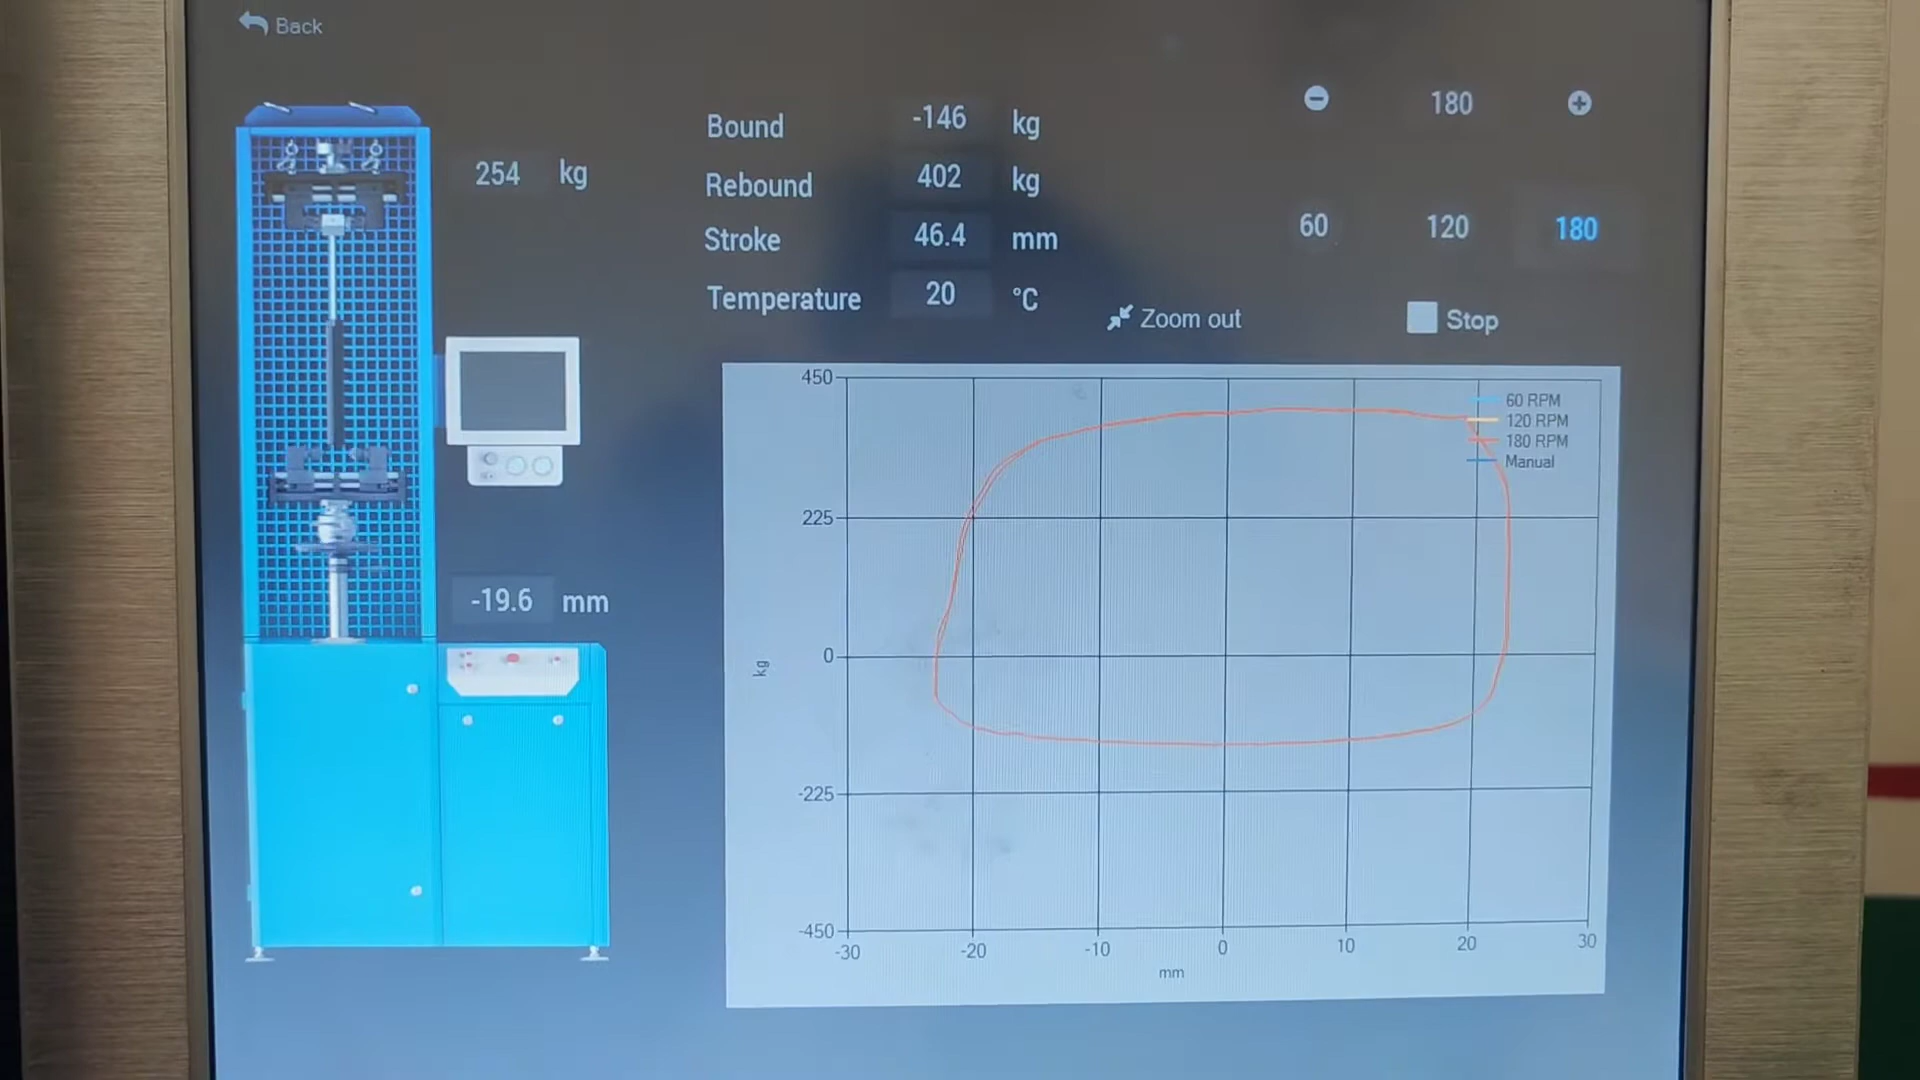 Back
254 kg
Bound -146 kg
Rebound 402 kg
Stroke 46.4 mm
Temperature 20 °C
180
60 120 180
Zoom out
Stop
-19.6 mm
450
225
0
-225
-450
kg
-30 -20 -10 0 10 20 30
mm
60 RPM
120 RPM
180 RPM
Manual